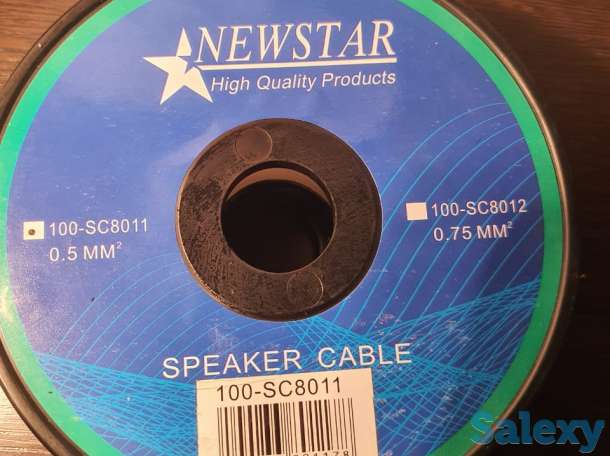 NEWSTAR
High Quality Products
100-SC8011
0.5 MM²
100-SC8012
0.75 MM²
SPEAKER CABLE
100-SC8011
Salexy